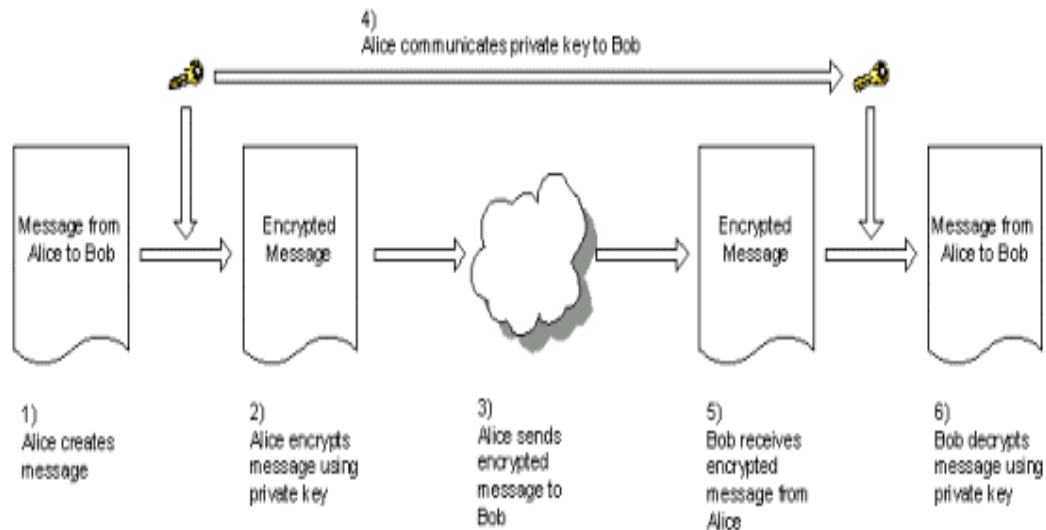 4)
Alice communicates private key to Bob
Message from
Alice to Bob
Encrypted
Message
Encrypted
Message
Message from
Alice to Bob
1)
Alice creates
message
2)
Alice encrypts
message using
private key
3)
Alice sends
encrypted
message to
Bob
5)
Bob receives
encrypted
message from
Alice
6)
Bob decrypts
message using
private key